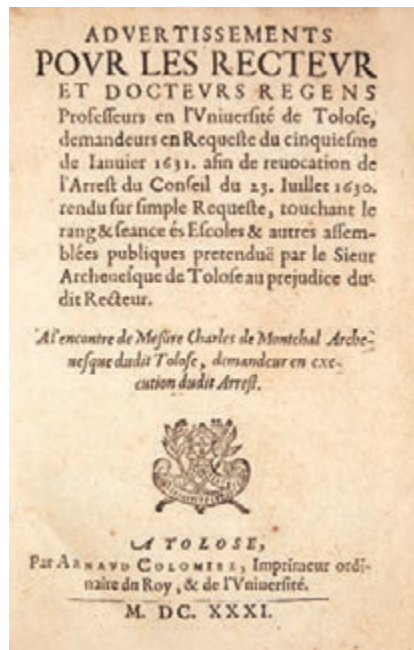 ADVERTISSEMENTS
POVR LES RECTEVR
ET DOCTEVRS REGENS
Professeurs en l'Vniuersité de Tolose,
demandeurs en Requeste du cinquiesme
de Ianuier 1631. afin de reuocation de
l'Arrest du Conseil du 23. Iuillet 1630.
rendu sur simple Requeste, touchant le
rang & seance és Escoles & autres assem-
blées publiques pretenduë par le Sieur
Archeuesque de Tolose au prejudice du-
dit Recteur.
A l'encontre de Messire Charles de Montchal Arche-
uesque dudit Tolose, demandeur en exe-
cution dudit Arrest.
A TOLOSE,
Par ARNAVD COLOMIEZ, Imprimeur ordi-
naire du Roy, & de l'Vniuersité.
M. DC. XXXI.